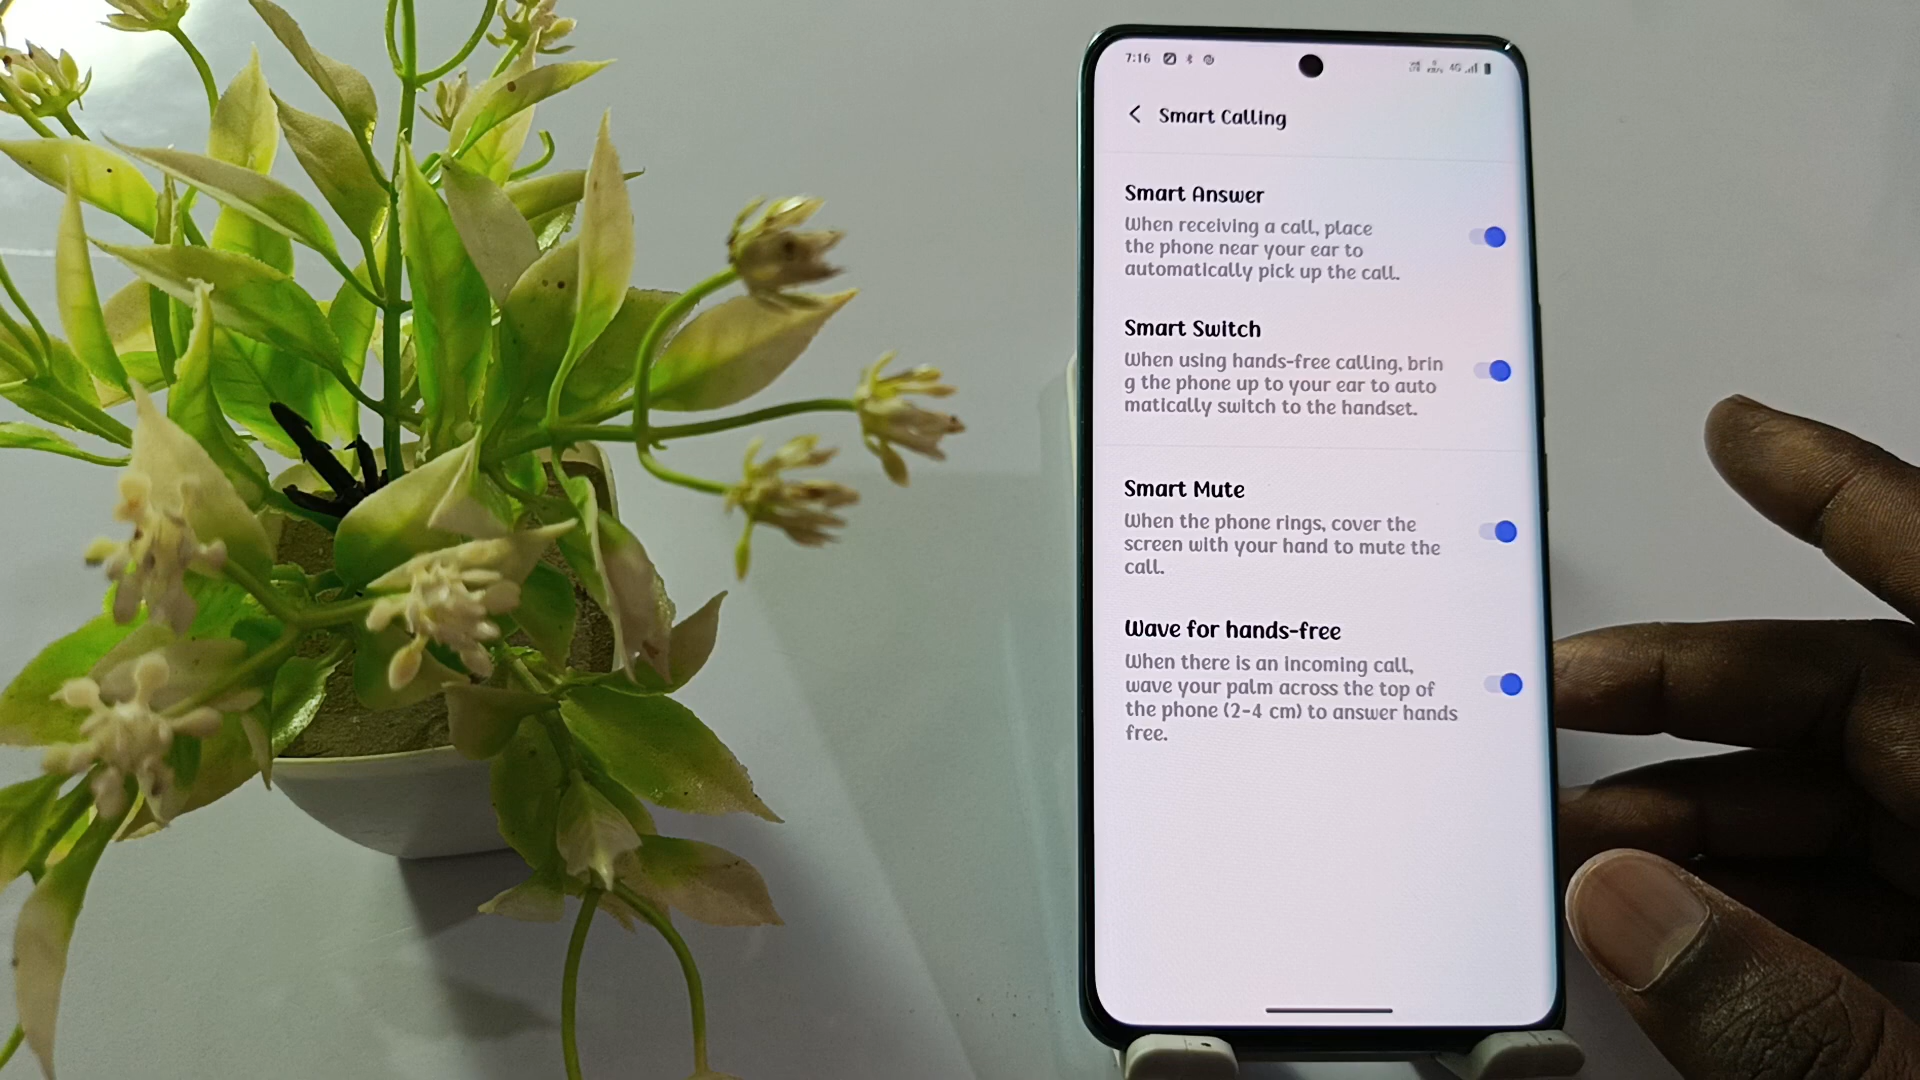 7:16
4G
Smart Calling
Smart Answer
When receiving a call, place
the phone near your ear to
automatically pick up the call.
Smart Switch
When using hands-free calling, brin
g the phone up to your ear to auto
matically switch to the handset.
Smart Mute
When the phone rings, cover the
screen with your hand to mute the
call.
Wave for hands-free
When there is an incoming call,
wave your palm across the top of
the phone (2-4 cm) to answer hands
free.